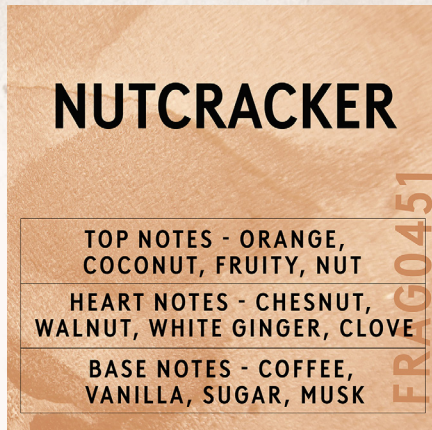 NUTCRACKER
TOP NOTES - ORANGE,
COCONUT, FRUITY, NUT
HEART NOTES - CHESNUT,
WALNUT, WHITE GINGER, CLOVE
BASE NOTES - COFFEE,
VANILLA, SUGAR, MUSK
FRAG0451